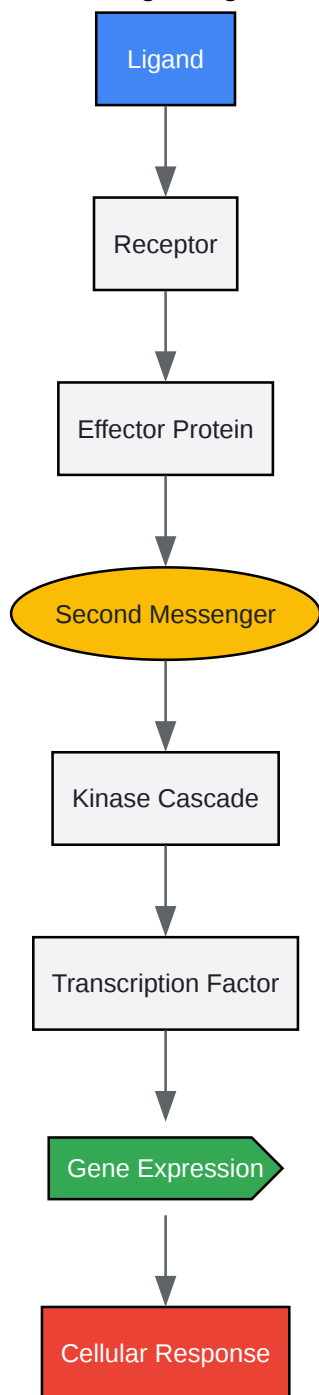 Ligand
Receptor
Effector Protein
Second Messenger
Kinase Cascade
Transcription Factor
Gene Expression
Cellular Response